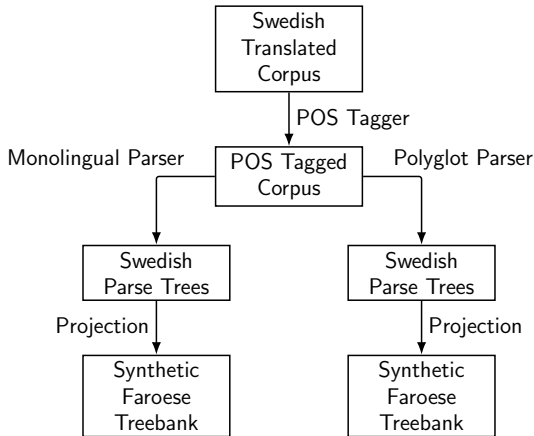 Swedish
Translated
Corpus
POS Tagger
Monolingual Parser
POS Tagged
Corpus
Polyglot Parser
Swedish
Parse Trees
Swedish
Parse Trees
Projection
Projection
Synthetic
Faroese
Treebank
Synthetic
Faroese
Treebank